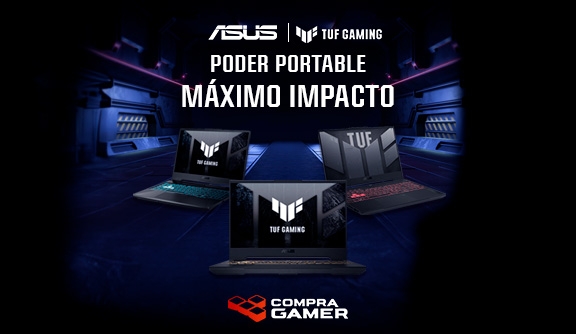 ASUS TUF GAMING
PODER PORTABLE
MÁXIMO IMPACTO
TUF GAMING
TUF
TUF GAMING
COMPRA
GAMER